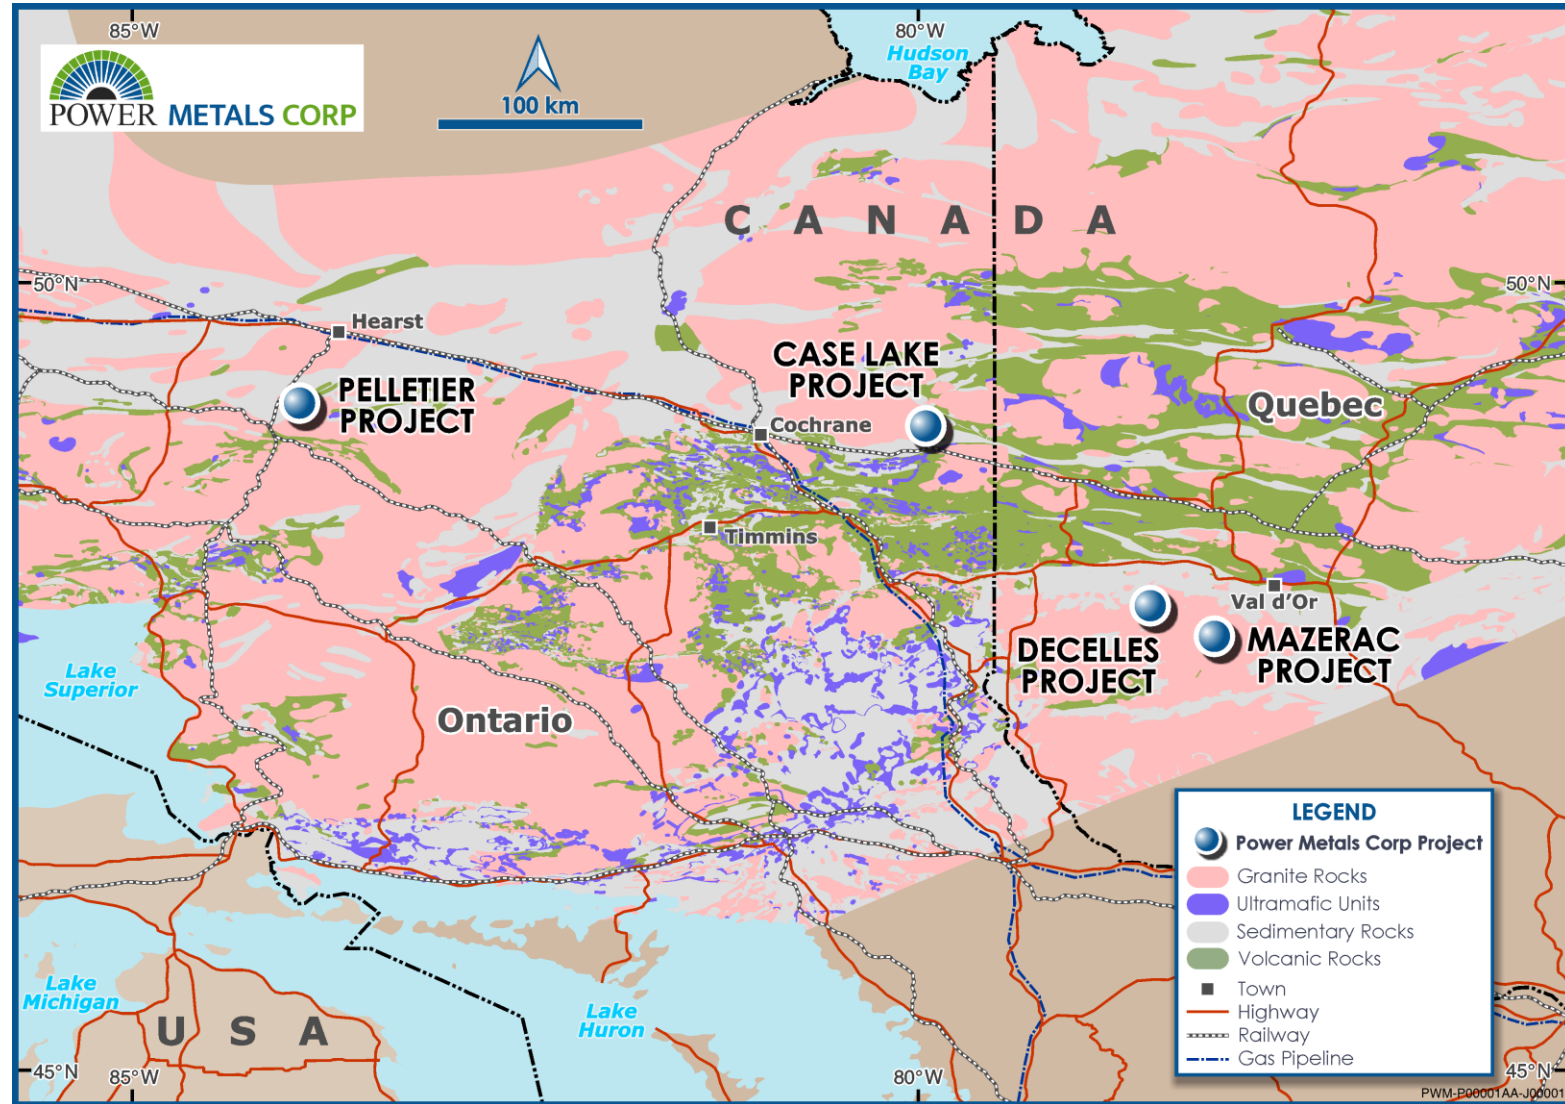 85°W
80°W
Hudson
Bay
POWER METALS CORP
100 km
CANADA
50°N
50°N
Hearst
CASE LAKE
PROJECT
PELLETIER
PROJECT
Quebec
Cochrane
Timmins
Val d'Or
DECELLES
PROJECT
MAZERAC
PROJECT
Lake
Superior
Ontario
LEGEND
Power Metals Corp Project
Granite Rocks
Ultramafic Units
Sedimentary Rocks
Volcanic Rocks
Town
Highway
Railway
Gas Pipeline
Lake
Michigan
Lake
Huron
USA
45°N
85°W
80°W
45°N
PWM-P00001AA-J00001